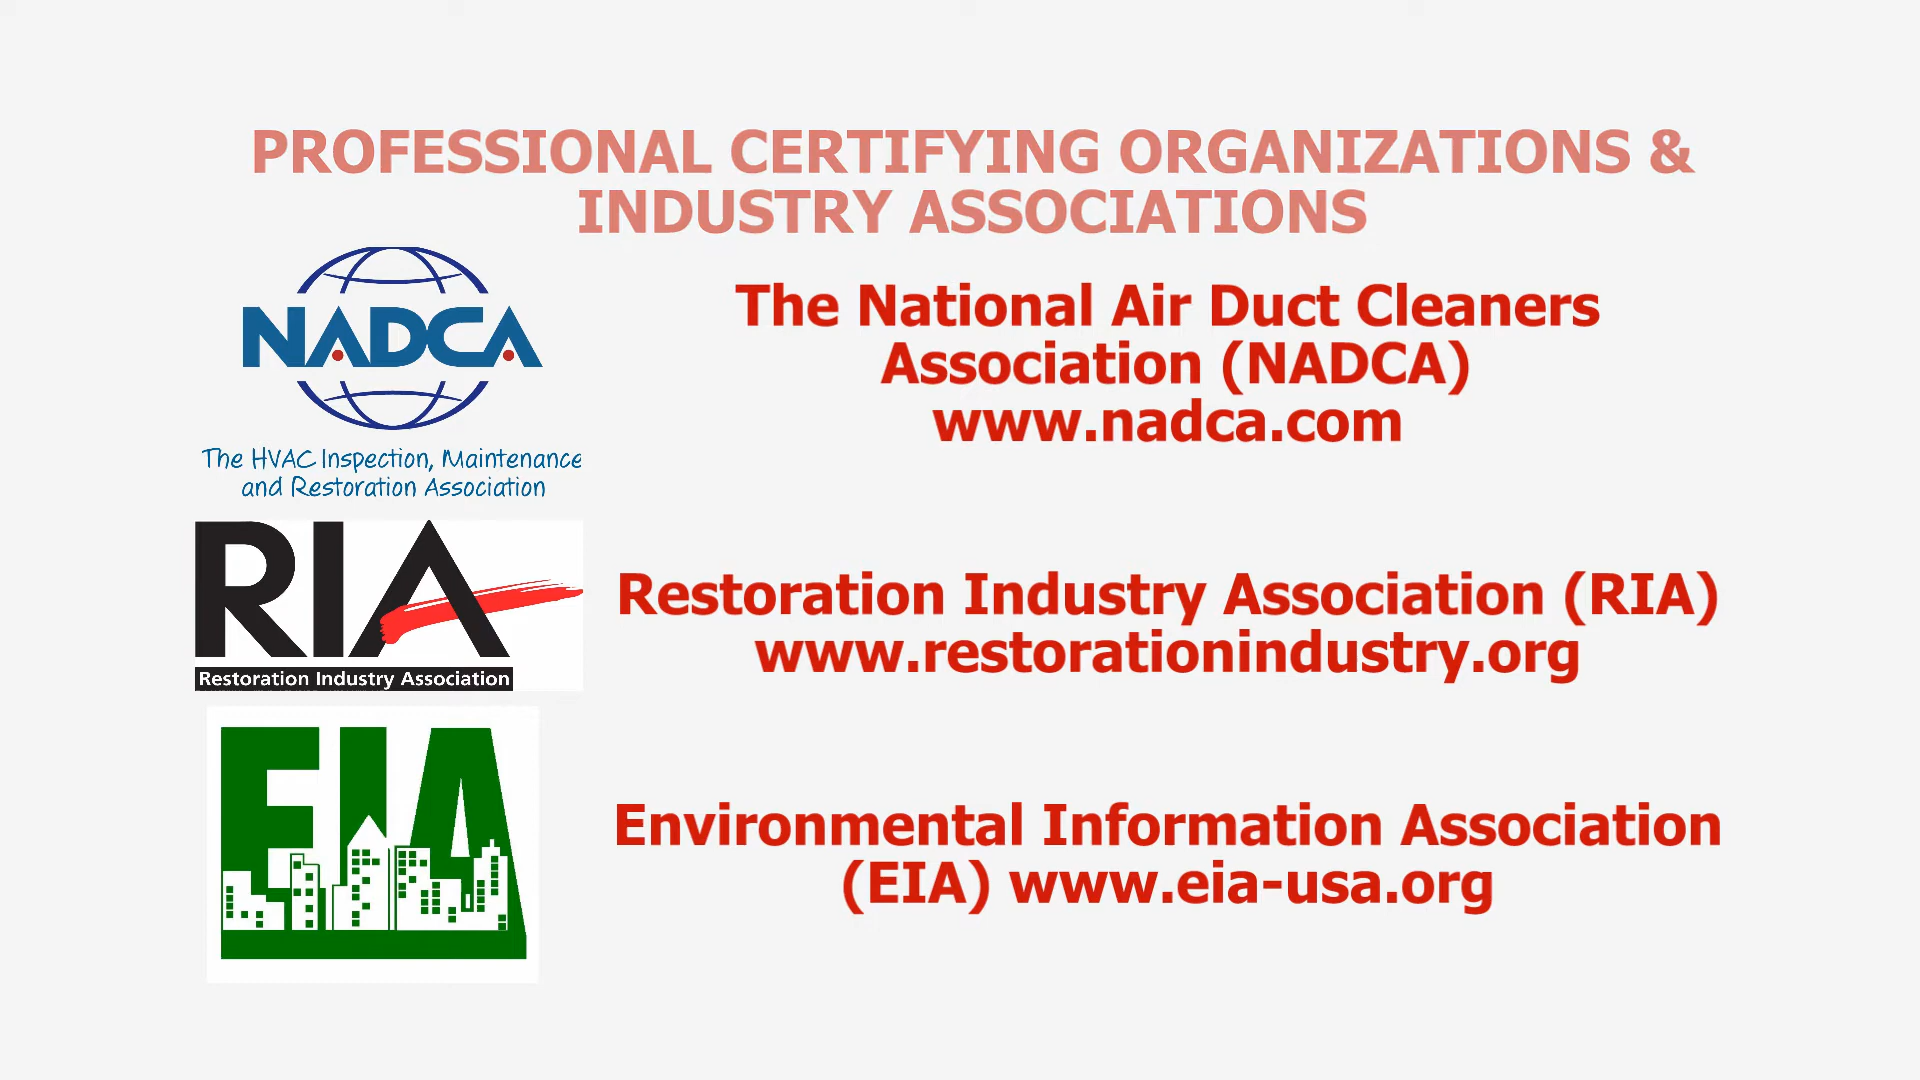 PROFESSIONAL CERTIFYING ORGANIZATIONS &
INDUSTRY ASSOCIATIONS
NADCA
The HVAC Inspection, Maintenance
and Restoration Association
The National Air Duct Cleaners
Association (NADCA)
www.nadca.com
RIA
Restoration Industry Association
Restoration Industry Association (RIA)
www.restorationindustry.org
EIA
Environmental Information Association
(EIA) www.eia-usa.org